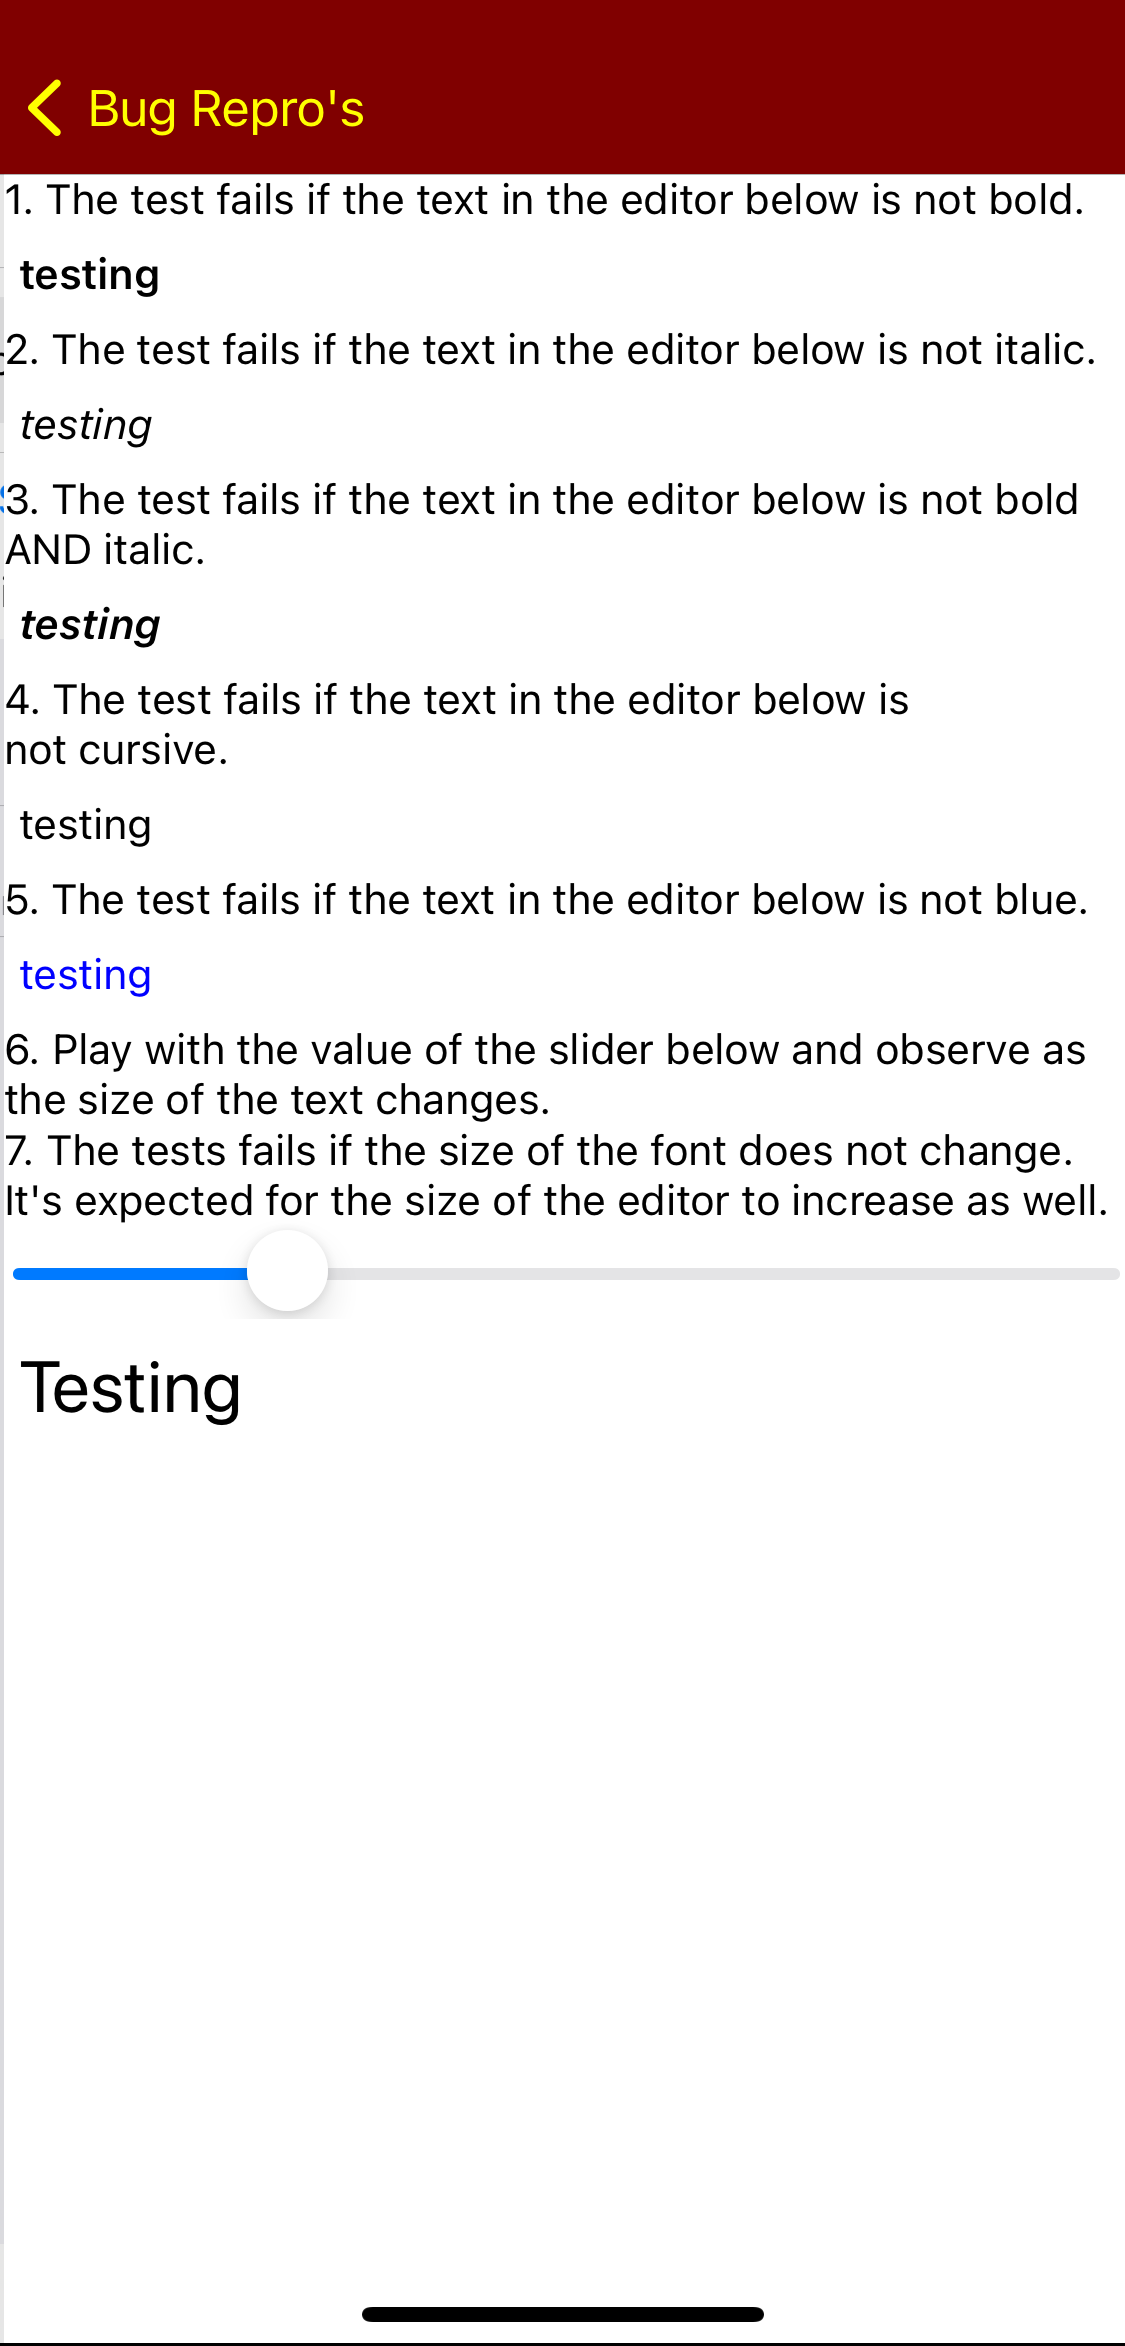 Bug Repro's
1. The test fails if the text in the editor below is not bold.
testing
2. The test fails if the text in the editor below is not italic.
testing
3. The test fails if the text in the editor below is not bold
AND italic.
testing
4. The test fails if the text in the editor below is
not cursive.
testing
5. The test fails if the text in the editor below is not blue.
testing
6. Play with the value of the slider below and observe as
the size of the text changes.
7. The tests fails if the size of the font does not change.
It's expected for the size of the editor to increase as well.
Testing